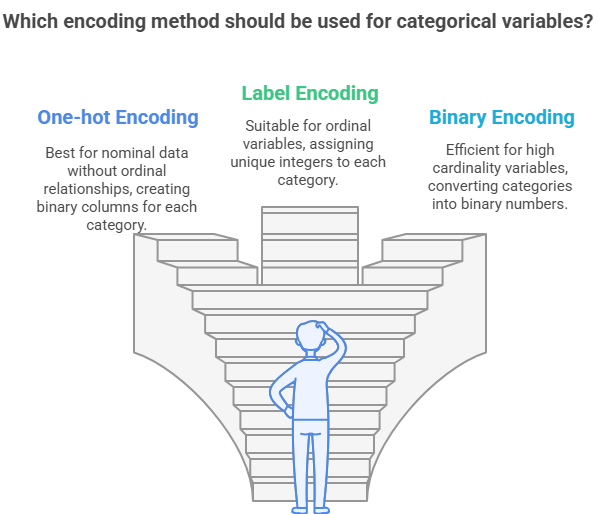 Which encoding method should be used for categorical variables?
One-hot Encoding
Best for nominal data
without ordinal
relationships, creating
binary columns for each
category.
Label Encoding
Suitable for ordinal
variables, assigning
unique integers to each
category.
Binary Encoding
Efficient for high
cardinality variables,
converting categories
into binary numbers.